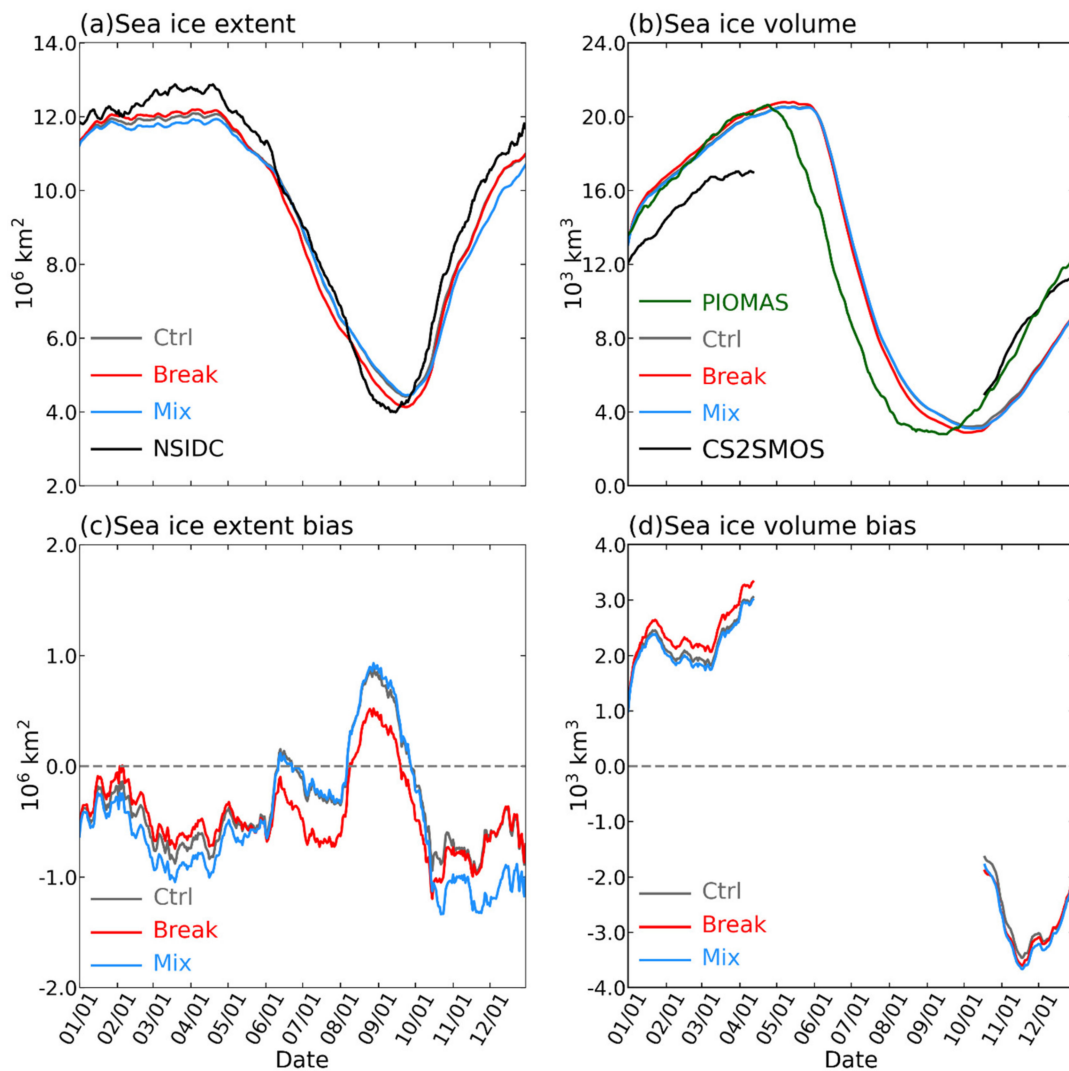 (a)Sea ice extent
14.0
12.0
10.0
8.0
6.0
4.0
2.0
10⁶ km²
Ctrl
Break
Mix
NSIDC
(b)Sea ice volume
24.0
20.0
16.0
12.0
8.0
4.0
0.0
10³ km³
PIOMAS
Ctrl
Break
Mix
CS2SMOS
(c)Sea ice extent bias
2.0
1.0
0.0
-1.0
-2.0
10⁶ km²
Ctrl
Break
Mix
01/01
02/01
03/01
04/01
05/01
06/01
07/01
08/01
09/01
10/01
11/01
12/01
Date
(d)Sea ice volume bias
4.0
3.0
2.0
1.0
0.0
-1.0
-2.0
-3.0
-4.0
10³ km³
Ctrl
Break
Mix
01/01
02/01
03/01
04/01
05/01
06/01
07/01
08/01
09/01
10/01
11/01
12/01
Date